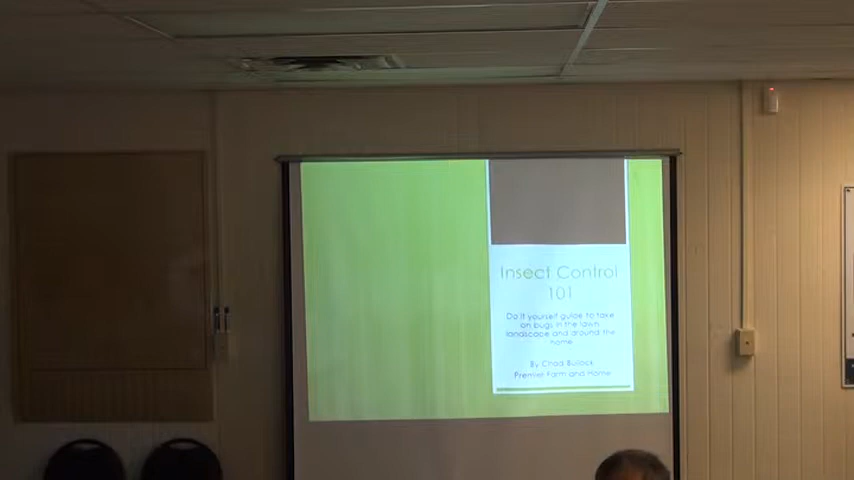 Insect Control
101
Do it yourself guide to take
on bugs in the lawn
landscape and around the
home
By Chad Bullock
Premier Farm and Home